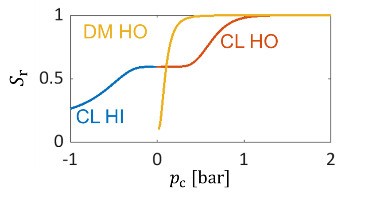 1
DM HO
CL HO
S_r
0.5
CL HI
0
-1
0
1
2
p_c [bar]